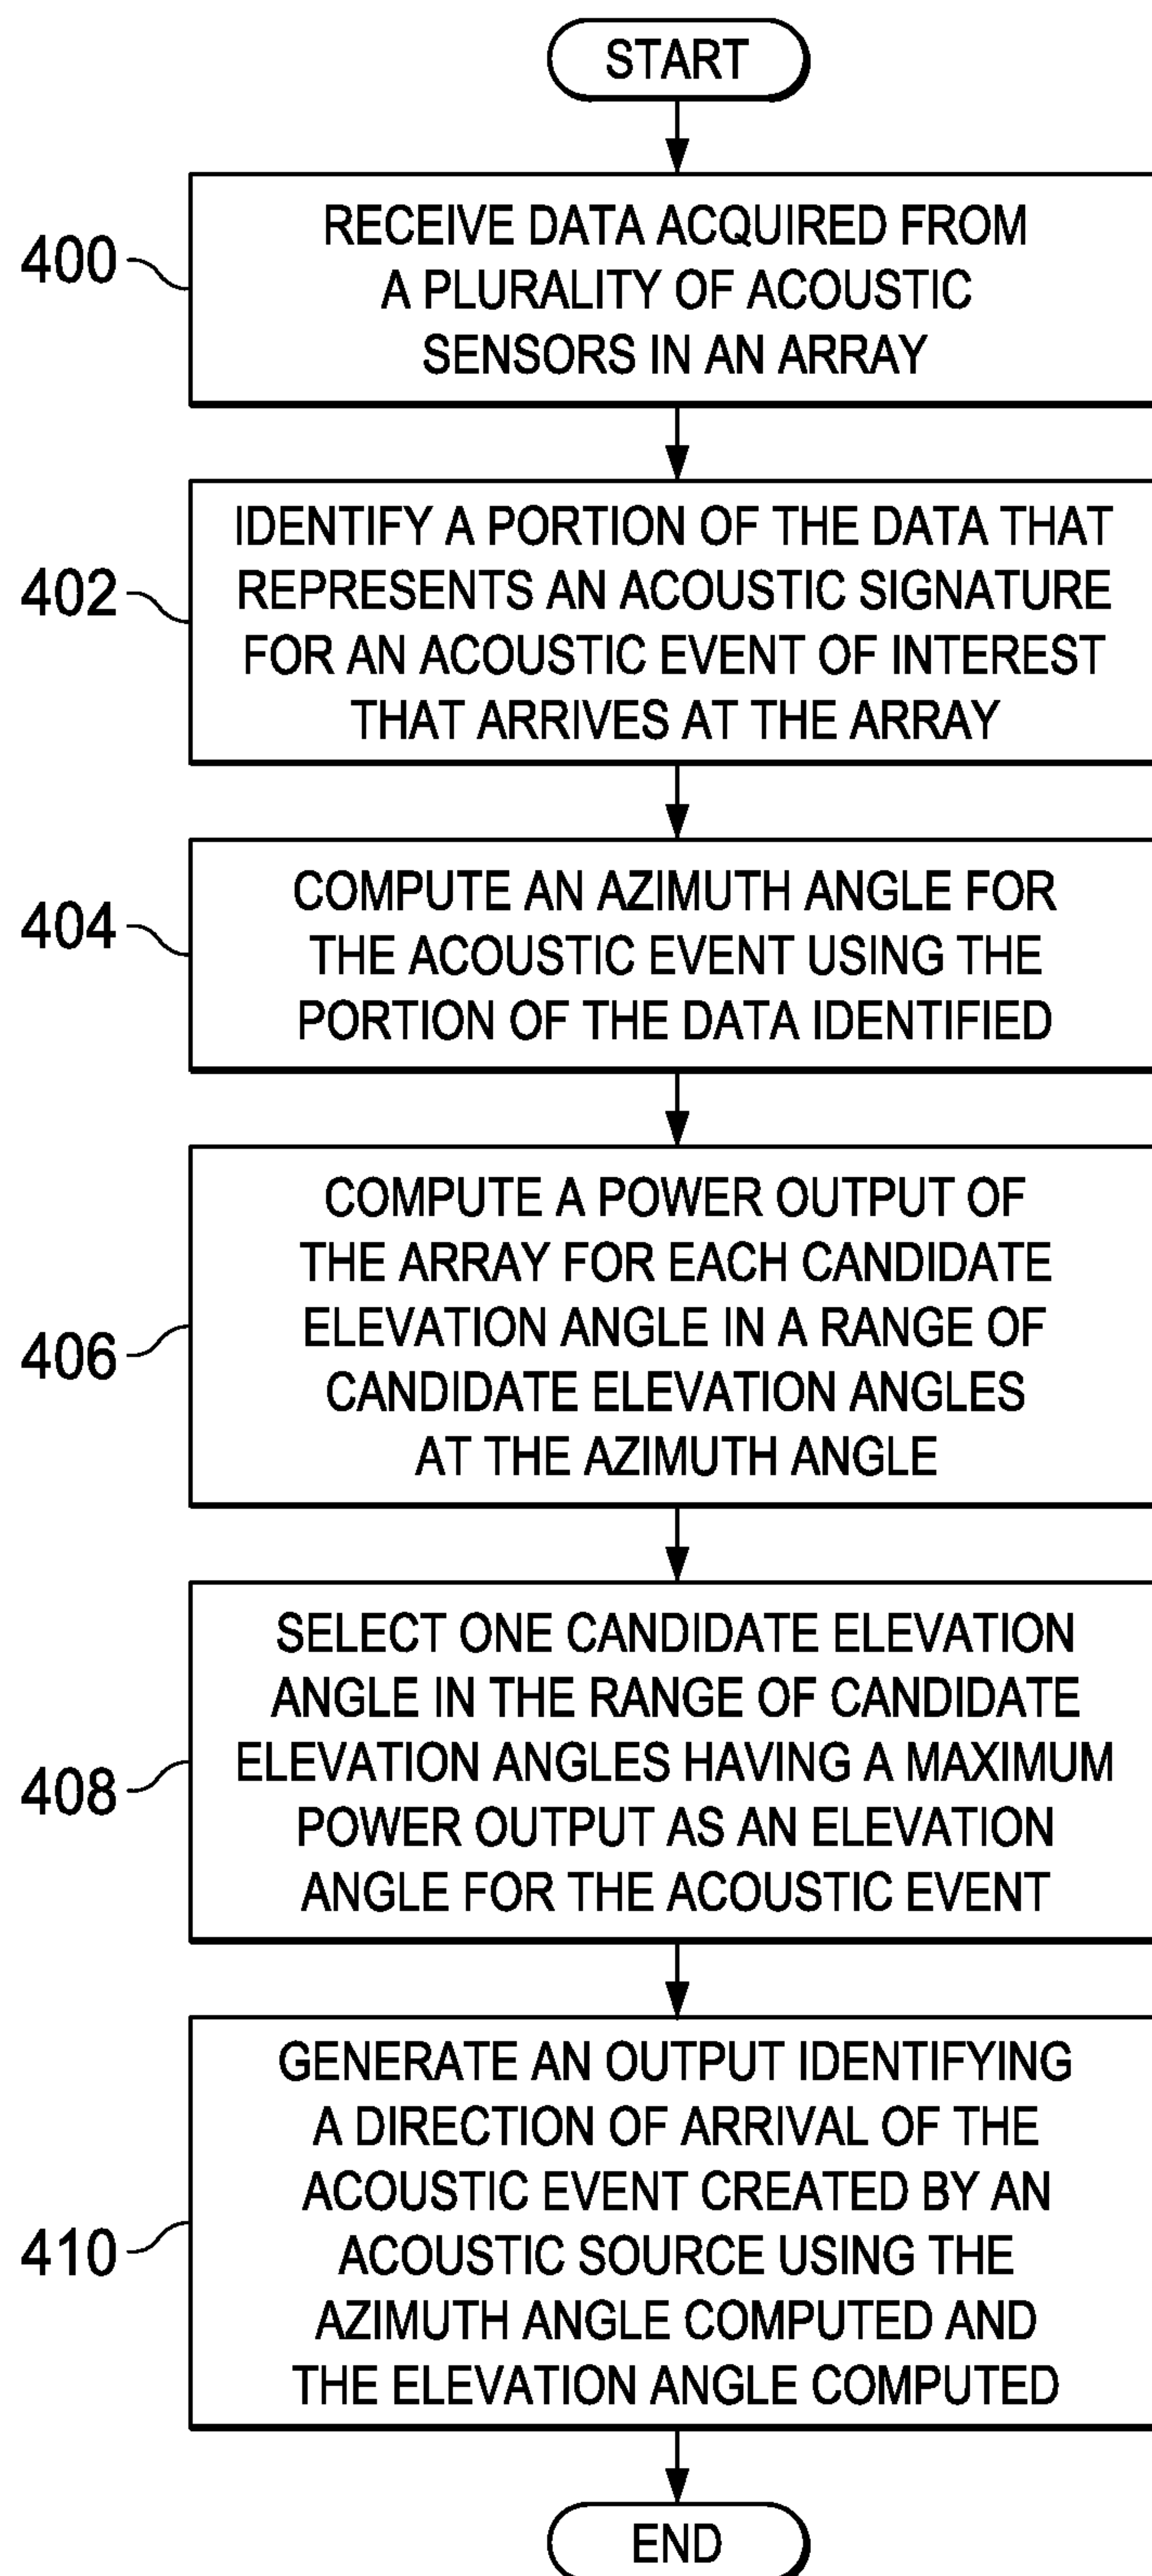 START
400
RECEIVE DATA ACQUIRED FROM
A PLURALITY OF ACOUSTIC
SENSORS IN AN ARRAY
402
IDENTIFY A PORTION OF THE DATA THAT
REPRESENTS AN ACOUSTIC SIGNATURE
FOR AN ACOUSTIC EVENT OF INTEREST
THAT ARRIVES AT THE ARRAY
404
COMPUTE AN AZIMUTH ANGLE FOR
THE ACOUSTIC EVENT USING THE
PORTION OF THE DATA IDENTIFIED
406
COMPUTE A POWER OUTPUT OF
THE ARRAY FOR EACH CANDIDATE
ELEVATION ANGLE IN A RANGE OF
CANDIDATE ELEVATION ANGLES
AT THE AZIMUTH ANGLE
408
SELECT ONE CANDIDATE ELEVATION
ANGLE IN THE RANGE OF CANDIDATE
ELEVATION ANGLES HAVING A MAXIMUM
POWER OUTPUT AS AN ELEVATION
ANGLE FOR THE ACOUSTIC EVENT
410
GENERATE AN OUTPUT IDENTIFYING
A DIRECTION OF ARRIVAL OF THE
ACOUSTIC EVENT CREATED BY AN
ACOUSTIC SOURCE USING THE
AZIMUTH ANGLE COMPUTED AND
THE ELEVATION ANGLE COMPUTED
END